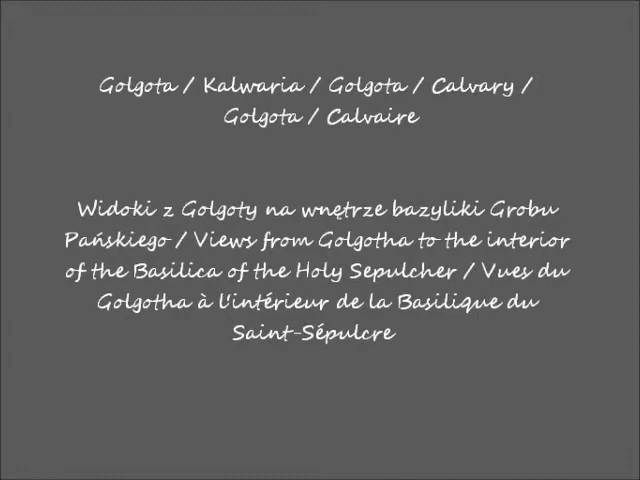 Golgota / Kalwaria / Golgota / Calvary /
Golgota / Calvaire
Widoki z Golgoty na wnętrze bazyliki Grobu
Pańskiego / Views from Golgotha to the interior
of the Basilica of the Holy Sepulcher / Vues du
Golgotha à l'intérieur de la Basilique du
Saint-Sépulcre